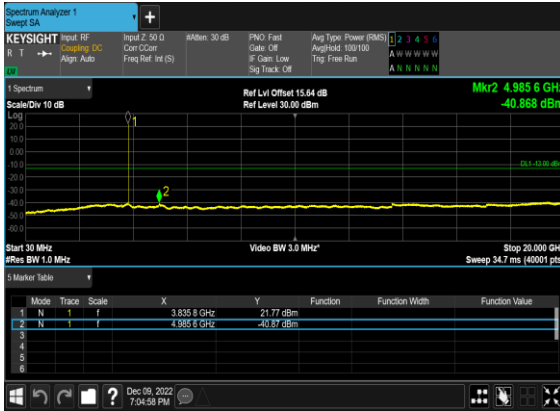 Spectrum Analyzer 1
Swept SA
+
KEYSIGHT Input: RF Input Z: 50 Ω #Atten: 30 dB PNO: Fast Avg Type: Power (RMS) 1 2 3 4 5 6
R T Coupling: DC Corr CCorr Gate: Off Avg|Hold: 100/100 A W W W W W
Align: Auto Freq Ref: Int (S) IF Gain: Low Trig: Free Run
Sig Track: Off A N N N N N
1 Spectrum Ref Lvl Offset 15.64 dB Mkr2 4.985 6 GHz
Scale/Div 10 dB Ref Level 30.00 dBm -40.868 dBm
Log
20.0
10.0
0.00
-10.0
DL1 -13.00 dBm
-20.0
-30.0
-40.0
-50.0
-60.0
1
2
Start 30 MHz Video BW 3.0 MHz* Stop 20.000 GH
#Res BW 1.0 MHz Sweep 34.7 ms (40001 pts
5 Marker Table
Mode Trace Scale X Y Function Function Width Function Value
1 N 1 f 3.835 8 GHz 21.77 dBm
2 N 1 f 4.985 6 GHz -40.87 dBm
3
4
5
6
? Dec 09, 2022
7:04:58 PM